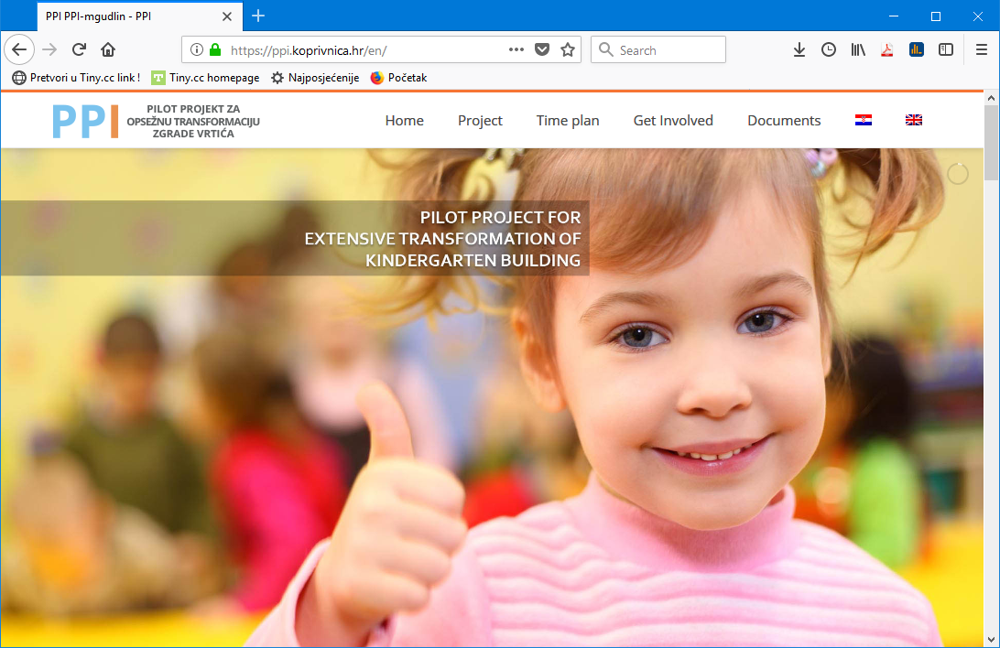 PPI PPI-mgudlin - PPI
https://ppi.koprivnica.hr/en/
Search
Pretvori u Tiny.cc link !
Tiny.cc homepage
Najposjećenije
Početak
PPI
PILOT PROJEKT ZA
OPSEŽNU TRANSFORMACIJU
ZGRADE VRTIĆA
Home
Project
Time plan
Get Involved
Documents
PILOT PROJECT FOR
EXTENSIVE TRANSFORMATION OF
KINDERGARTEN BUILDING